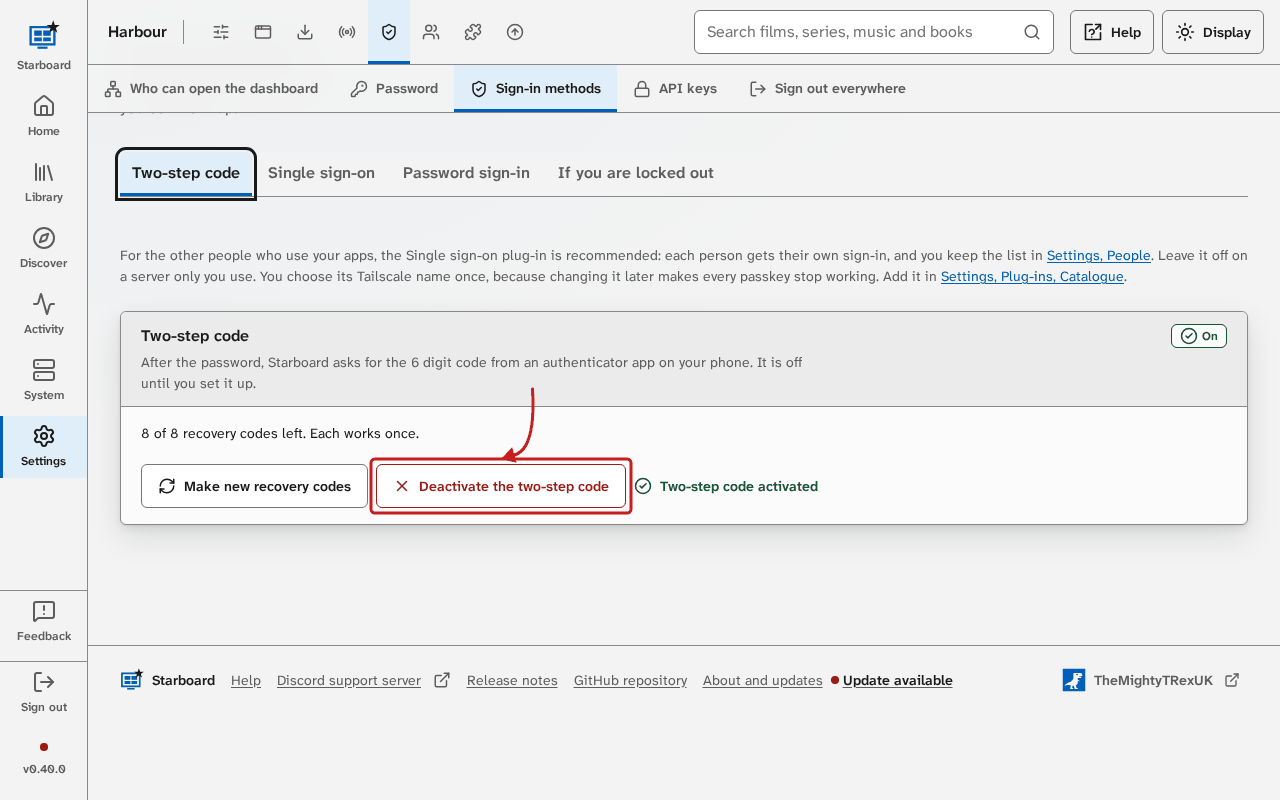 Starboard
Home
Library
Discover
Activity
System
Settings
Feedback
Sign out
v0.40.0
Harbour
Search films, series, music and books
Help
Display
Who can open the dashboard
Password
Sign-in methods
API keys
Sign out everywhere
Two-step code
Single sign-on
Password sign-in
If you are locked out
For the other people who use your apps, the Single sign-on plug-in is recommended: each person gets their own sign-in, and you keep the list in Settings, People. Leave it off on
a server only you use. You choose its Tailscale name once, because changing it later makes every passkey stop working. Add it in Settings, Plug-ins, Catalogue.
Two-step code
On
After the password, Starboard asks for the 6 digit code from an authenticator app on your phone. It is off
until you set it up.
8 of 8 recovery codes left. Each works once.
Make new recovery codes
Deactivate the two-step code
Two-step code activated
Starboard
Help
Discord support server
Release notes
GitHub repository
About and updates
Update available
TheMightyTRexUK